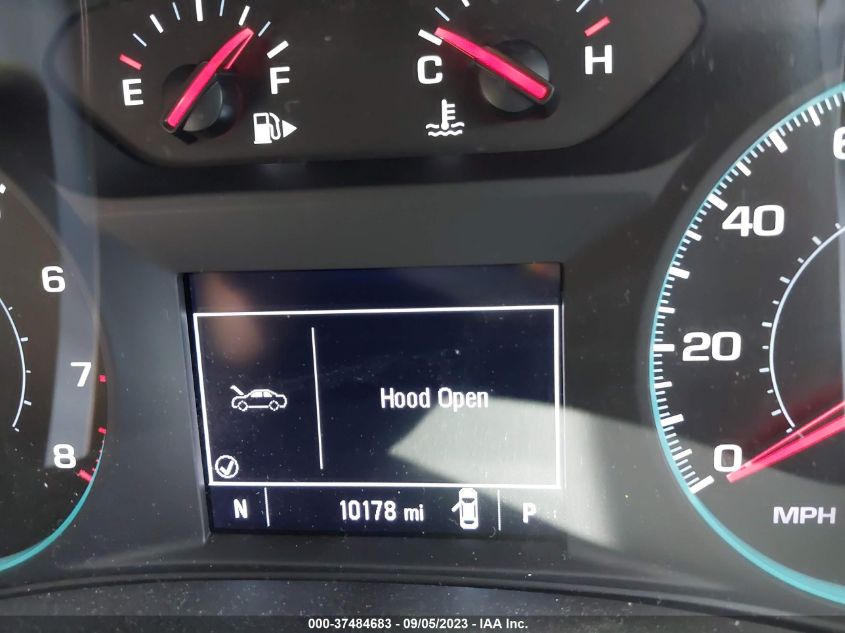 E F C H
6 7 8
40 20 0
MPH
Hood Open
N 10178 mi P
000-37484683 - 09/05/2023 - IAA Inc.